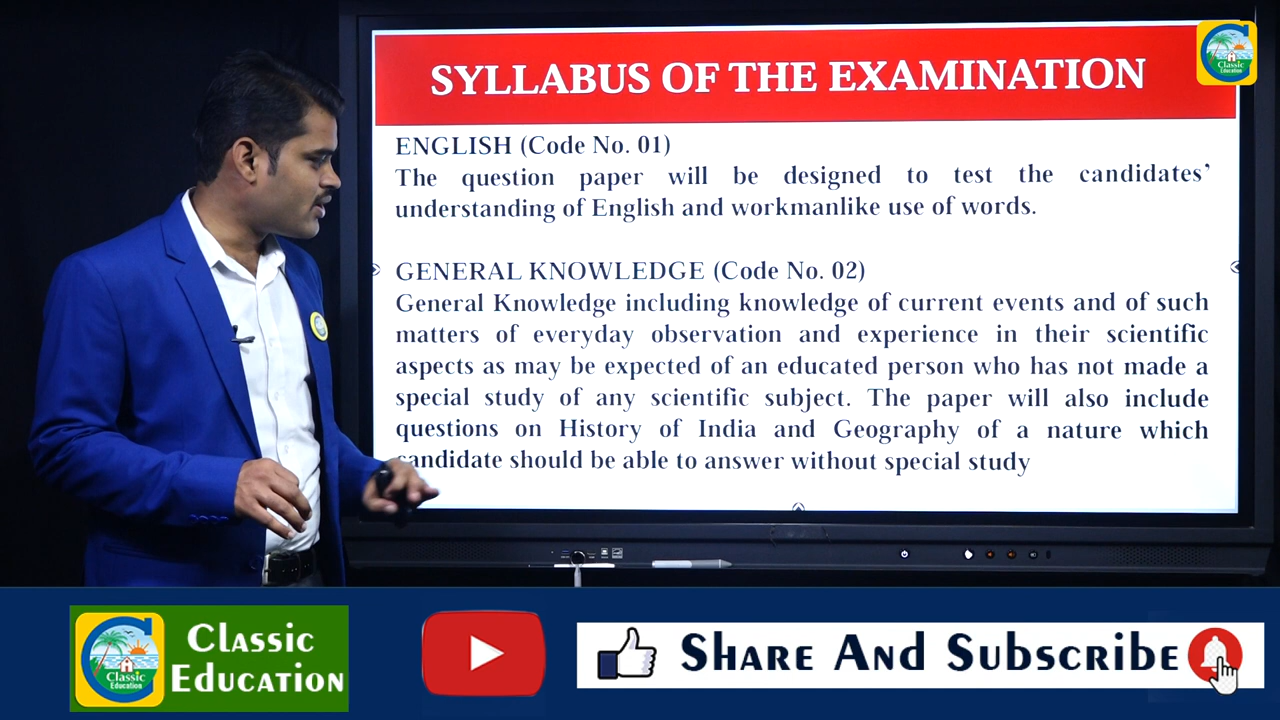 SYLLABUS OF THE EXAMINATION
Classic
Education
ENGLISH (Code No. 01)
The question paper will be designed to test the candidates’
understanding of English and workmanlike use of words.
GENERAL KNOWLEDGE (Code No. 02)
General Knowledge including knowledge of current events and of such
matters of everyday observation and experience in their scientific
aspects as may be expected of an educated person who has not made a
special study of any scientific subject. The paper will also include
questions on History of India and Geography of a nature which
candidate should be able to answer without special study
Classic
Education
Classic
Education
Share And Subscribe